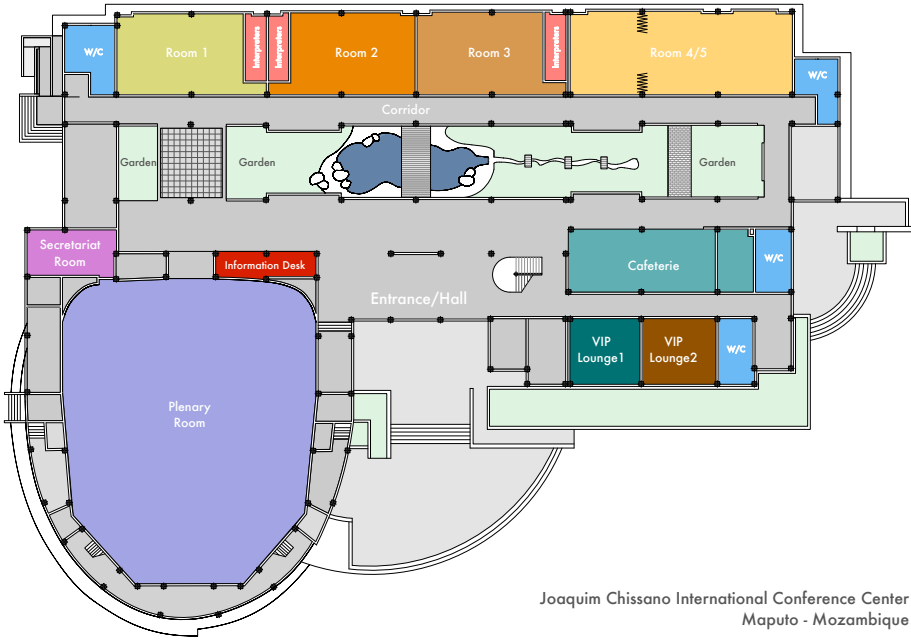 W/C
Room 1
Interpreters
Interpreters
Room 2
Room 3
Interpreters
Room 4/5
W/C
Corridor
Garden
Garden
Garden
Secretariat
Room
Information Desk
Cafeterie
W/C
Entrance/Hall
VIP
Lounge1
VIP
Lounge2
W/C
Plenary
Room
Joaquim Chissano International Conference Center
Maputo - Mozambique